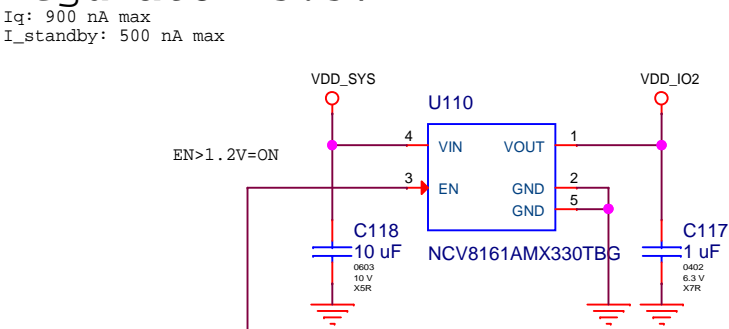 Iq: 900 nA max
I_standby: 500 nA max
VDD_SYS
VDD_IO2
U110
EN>1.2V=ON
4
VIN
VOUT
1
3
EN
GND
2
GND
5
C118
10 uF
0603
10 V
X5R
NCV8161AMX330TBG
C117
1 uF
0402
6.3 V
X7R